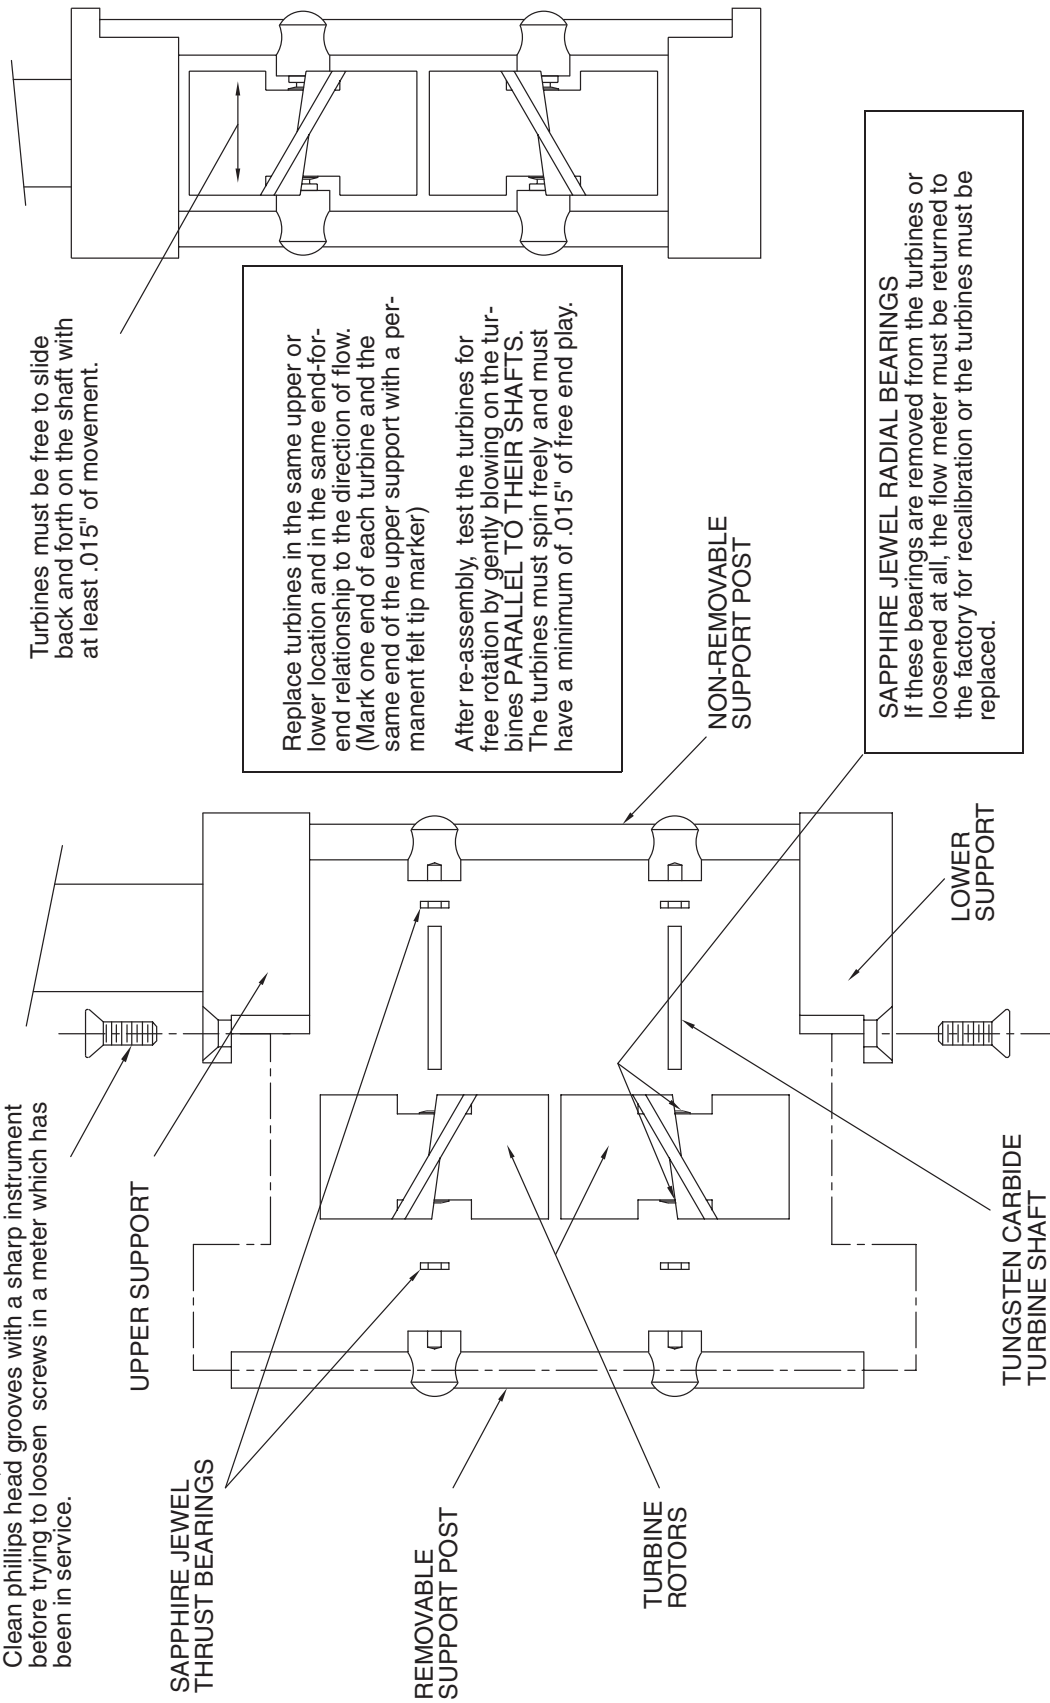 Clean phillips head grooves with a sharp instrument
before trying to loosen screws in a meter which has
been in service.
UPPER SUPPORT
SAPPHIRE JEWEL
THRUST BEARINGS
REMOVABLE
SUPPORT POST
TURBINE
ROTORS
TUNGSTEN CARBIDE
TURBINE SHAFT
LOWER
SUPPORT
NON-REMOVABLE
SUPPORT POST
Turbines must be free to slide
back and forth on the shaft with
at least .015" of movement.
Replace turbines in the same upper or
lower location and in the same end-for-
end relationship to the direction of flow.
(Mark one end of each turbine and the
same end of the upper support with a per-
manent felt tip marker)
After re-assembly, test the turbines for
free rotation by gently blowing on the tur-
bines PARALLEL TO THEIR SHAFTS.
The turbines must spin freely and must
have a minimum of .015" of free end play.
SAPPHIRE JEWEL RADIAL BEARINGS
If these bearings are removed from the turbines or
loosened at all, the flow meter must be returned to
the factory for recalibration or the turbines must be
replaced.